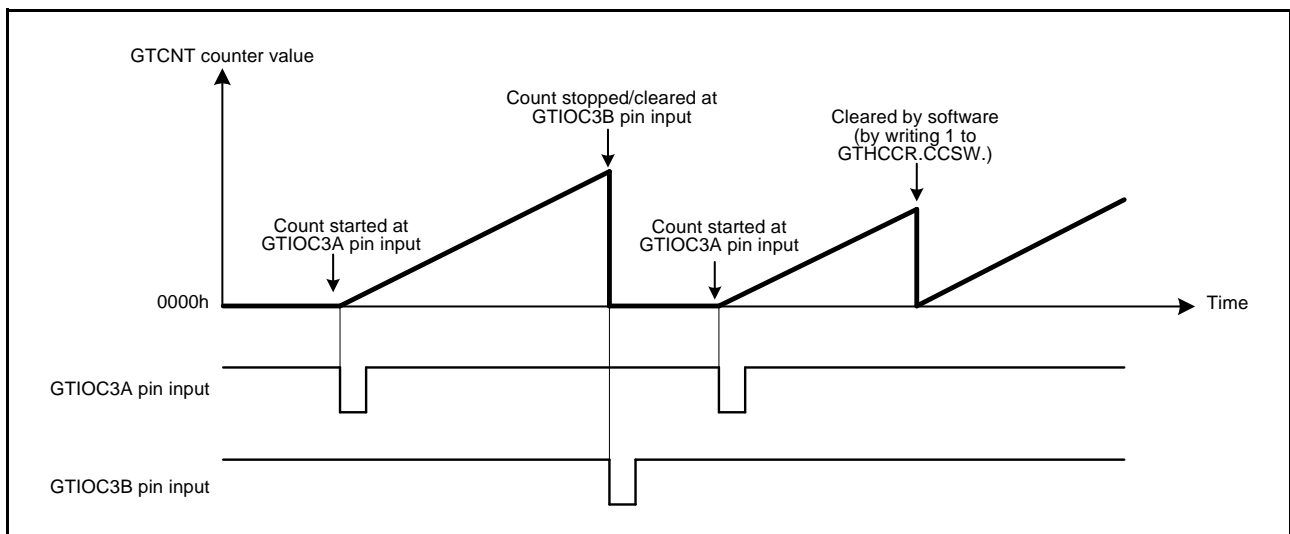 GTCNT counter value
Count stopped/cleared at
GTIOC3B pin input
Cleared by software
(by writing 1 to
GTHCCR.CCSW.)
Count started at
GTIOC3A pin input
Count started at
GTIOC3A pin input
0000h
Time
GTIOC3A pin input
GTIOC3B pin input